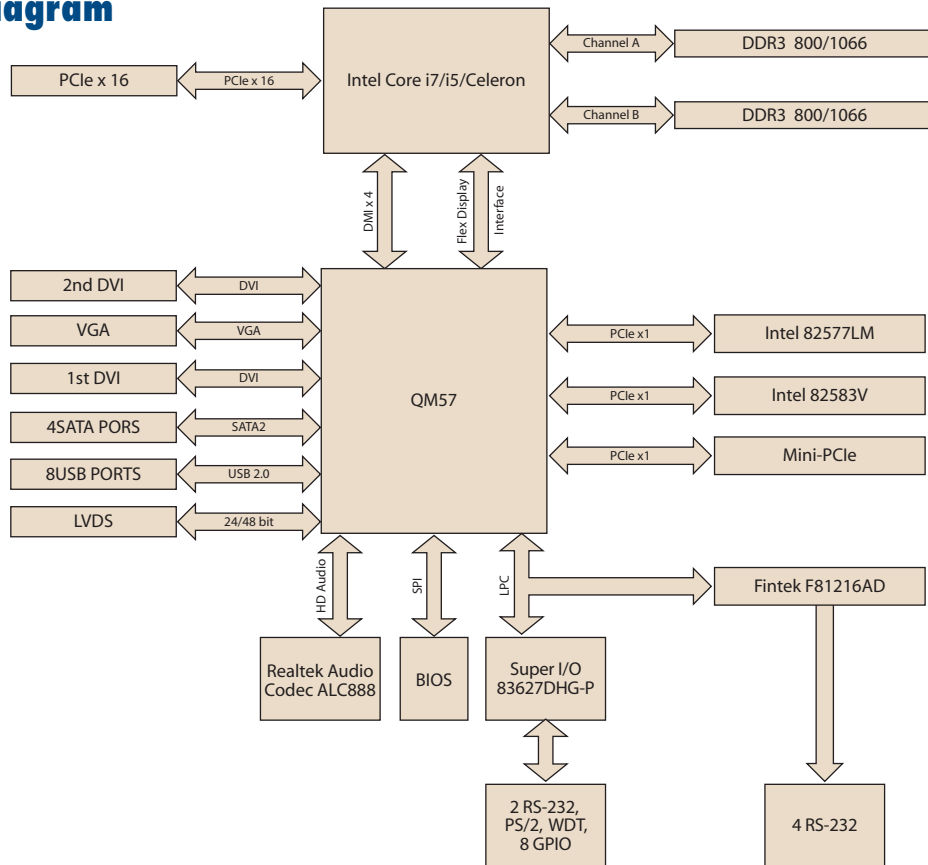 agram
PCIe x 16
PCIe x 16
Intel Core i7/i5/Celeron
Channel A
DDR3 800/1066
Channel B
DDR3 800/1066
DMI x 4
Flex Display
Interface
2nd DVI
DVI
VGA
VGA
1st DVI
DVI
4SATA PORS
SATA2
8USB PORTS
USB 2.0
LVDS
24/48 bit
QM57
PCIe x1
Intel 82577LM
PCIe x1
Intel 82583V
PCIe x1
Mini-PCIe
HD Audio
SPI
LPC
Fintek F81216AD
Realtek Audio
Codec ALC888
BIOS
Super I/O
83627DHG-P
2 RS-232,
PS/2, WDT,
8 GPIO
4 RS-232